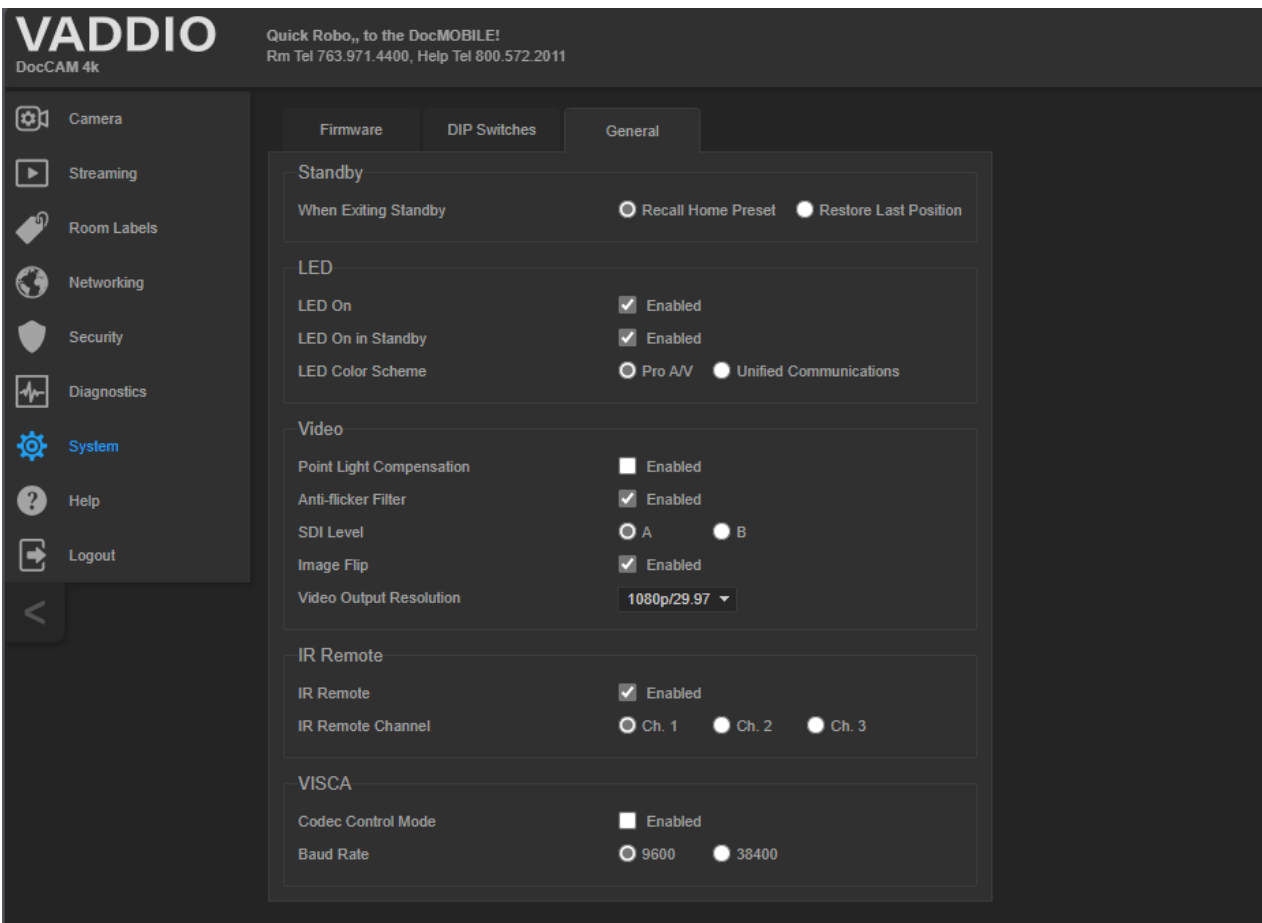 VADDIO
DocCAM 4k
Quick Robo,, to the DocMOBILE!
Rm Tel 763.971.4400, Help Tel 800.572.2011
Camera
Streaming
Room Labels
Networking
Security
Diagnostics
System
Help
Logout
<
Firmware DIP Switches General
Standby
When Exiting Standby Recall Home Preset Restore Last Position
LED
LED On Enabled
LED On in Standby Enabled
LED Color Scheme Pro A/V Unified Communications
Video
Point Light Compensation Enabled
Anti-flicker Filter Enabled
SDI Level A B
Image Flip Enabled
Video Output Resolution 1080p/29.97
IR Remote
IR Remote Enabled
IR Remote Channel Ch. 1 Ch. 2 Ch. 3
VISCA
Codec Control Mode Enabled
Baud Rate 9600 38400